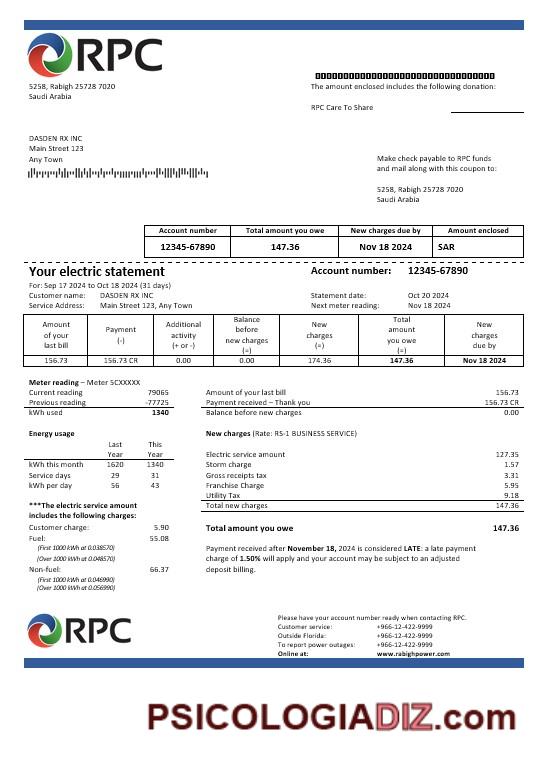 RPC
5258, Rabigh 25728 7020
Saudi Arabia
The amount enclosed includes the following donation:
RPC Care To Share
DASDEN RX INC
Main Street 123
Any Town
Make check payable to RPC funds
and mail along with this coupon to:
5258, Rabigh 25728 7020
Saudi Arabia
Account number Total amount you owe New charges due by Amount enclosed
12345-67890 147.36 Nov 18 2024 SAR
Your electric statement Account number: 12345-67890
For: Sep 17 2024 to Oct 18 2024 (31 days)
Customer name: DASDEN RX INC Statement date: Oct 20 2024
Service Address: Main Street 123, Any Town Next meter reading: Nov 18 2024
Amount of your last bill Payment (-) Additional activity (+ or -) Balance before new charges (=) New charges (=) Total amount you owe (=) New charges due by
156.73 156.73 CR 0.00 0.00 174.36 147.36 Nov 18 2024
Meter reading – Meter 5CXXXXX
Current reading 79065 Amount of your last bill 156.73
Previous reading -77725 Payment received – Thank you 156.73 CR
kWh used 1340 Balance before new charges 0.00
Energy usage New charges (Rate: RS-1 BUSINESS SERVICE)
Last Year This Year
kWh this month 1620 1340
Service days 29 31
kWh per day 56 43
Electric service amount 127.35
Storm charge 1.57
Gross receipts tax 3.31
Franchise Charge 5.95
Utility Tax 9.18
Total new charges 147.36
***The electric service amount
includes the following charges:
Customer charge: 5.90
Fuel: 55.08
(First 1000 kWh at 0.038570)
(Over 1000 kWh at 0.048570)
Non-fuel: 66.37
(First 1000 kWh at 0.046990)
(Over 1000 kWh at 0.056990)
Total amount you owe 147.36
Payment received after November 18, 2024 is considered LATE: a late payment
charge of 1.50% will apply and your account may be subject to an adjusted
deposit billing.
RPC
Please have your account number ready when contacting RPC.
Customer service: +966-12-422-9999
Outside Florida: +966-12-422-9999
To report power outages: +966-12-422-9999
Online at: www.rabighpower.com
PSICOLOGIADIZ.com